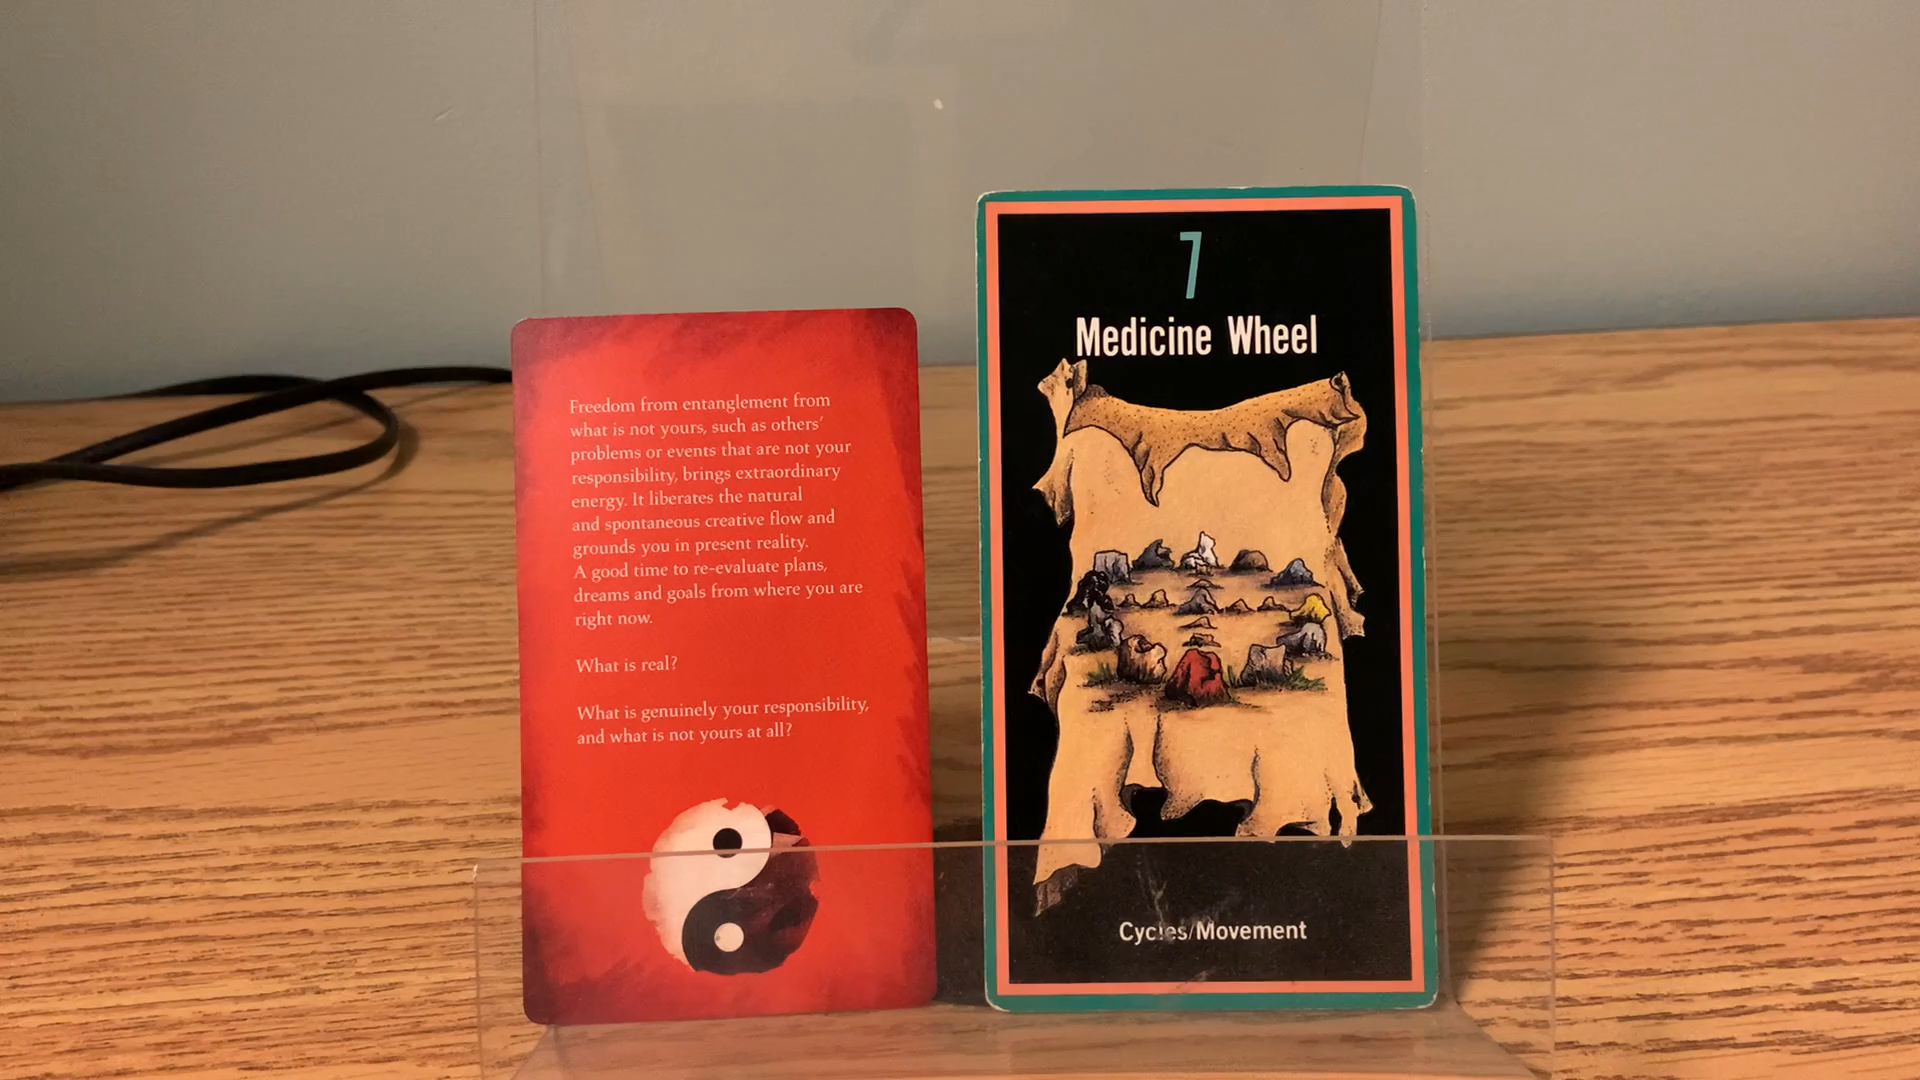 Freedom from entanglement from
what is not yours, such as others'
problems or events that are not your
responsibility, brings extraordinary
energy. It liberates the natural
and spontaneous creative flow and
grounds you in present reality.
A good time to re-evaluate plans,
dreams and goals from where you are
right now.
What is real?
What is genuinely your responsibility,
and what is not yours at all?
7
Medicine Wheel
Cycles/Movement